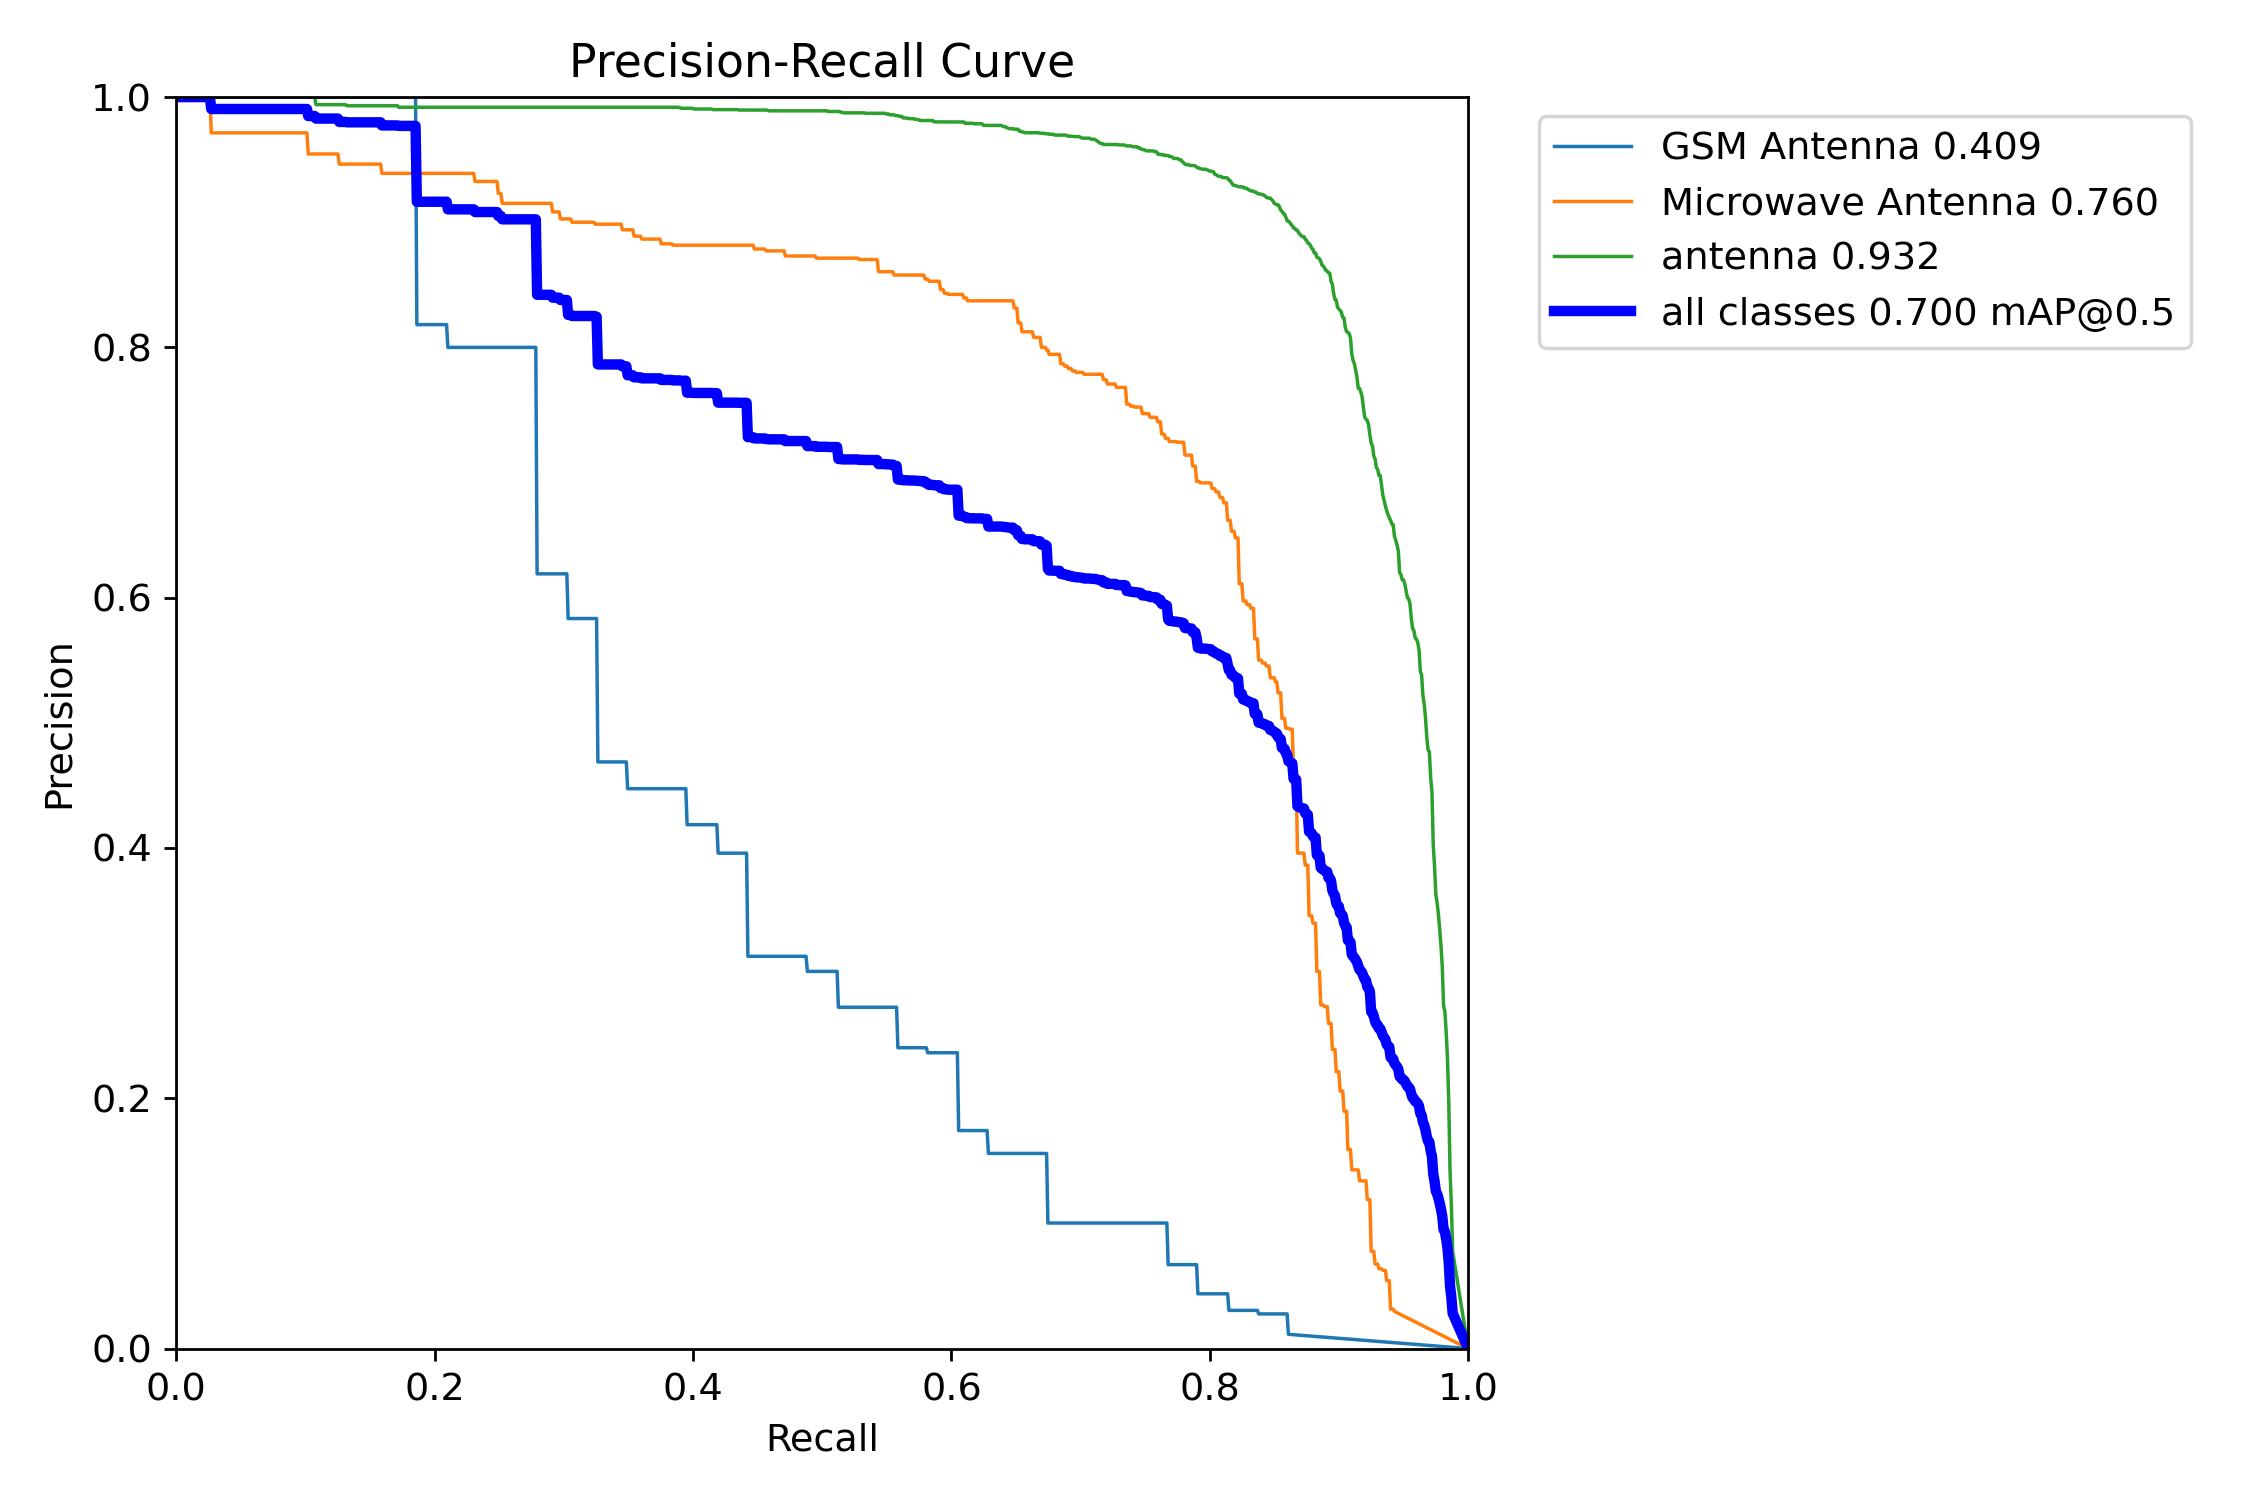 Precision-Recall Curve
1.0
0.8
0.6
0.4
0.2
0.0
Precision
0.0 0.2 0.4 0.6 0.8 1.0
Recall
GSM Antenna 0.409
Microwave Antenna 0.760
antenna 0.932
all classes 0.700 mAP@0.5